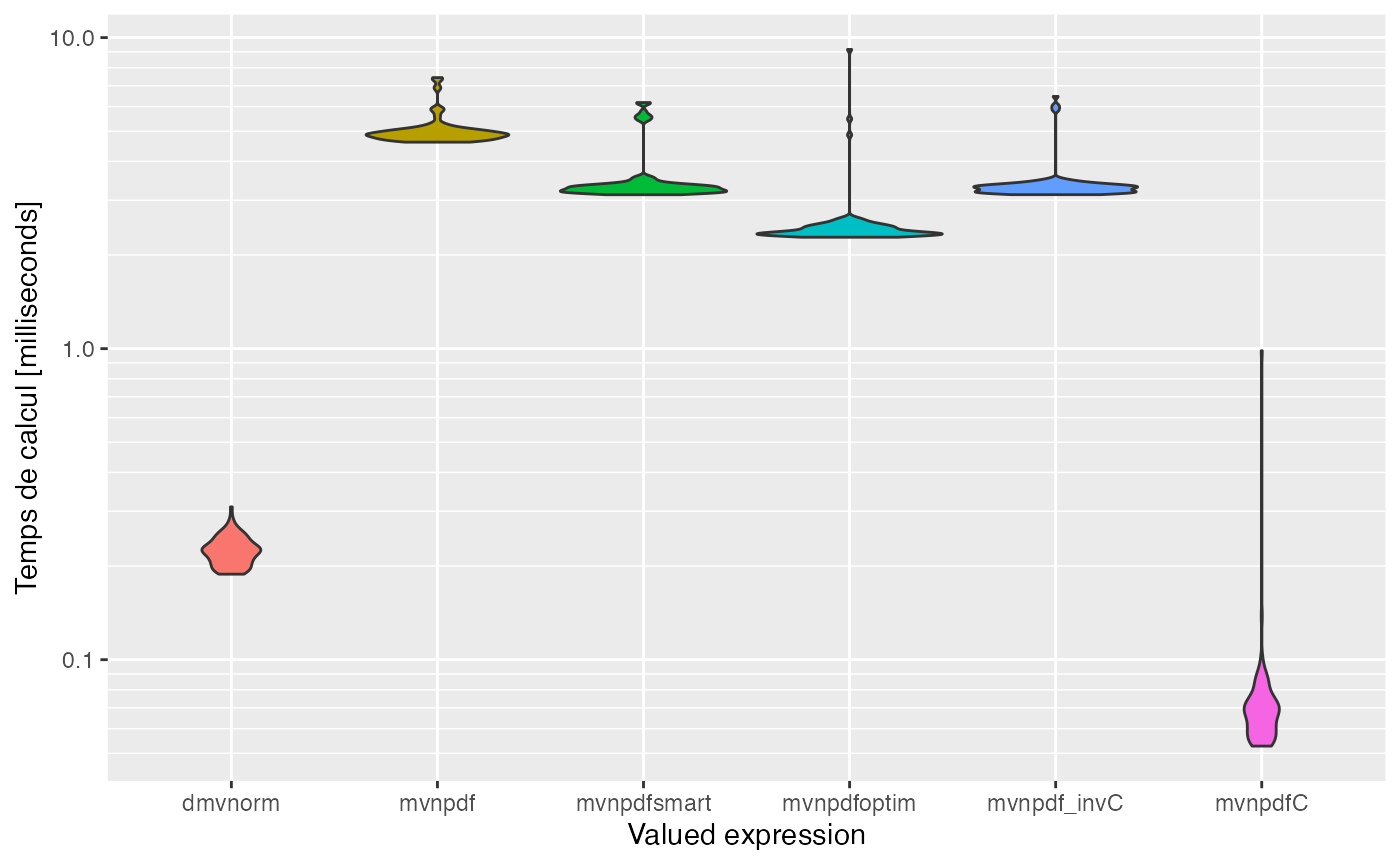 Temps de calcul [milliseconds]
10.0
1.0
0.1
dmvnorm mvnpdf mvnpdfsmart mvnpdfoptim mvnpdf_invC mvnpdfC
Valued expression